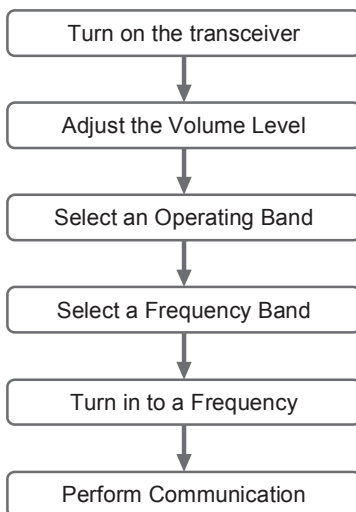 Turn on the transceiver
Adjust the Volume Level
Select an Operating Band
Select a Frequency Band
Turn in to a Frequency
Perform Communication